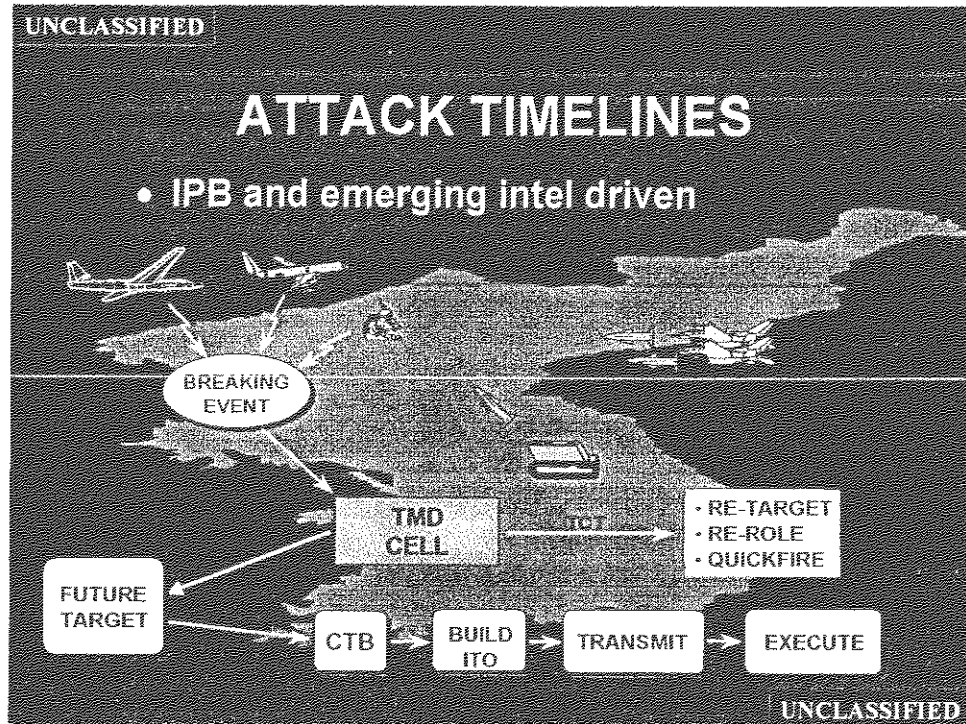 UNCLASSIFIED
ATTACK TIMELINES
• IPB and emerging intel driven
BREAKING
EVENT
TMD
CELL
TCT
• RE-TARGET
• RE-ROLE
• QUICKFIRE
FUTURE
TARGET
CTB
BUILD
ITO
TRANSMIT
EXECUTE
UNCLASSIFIED